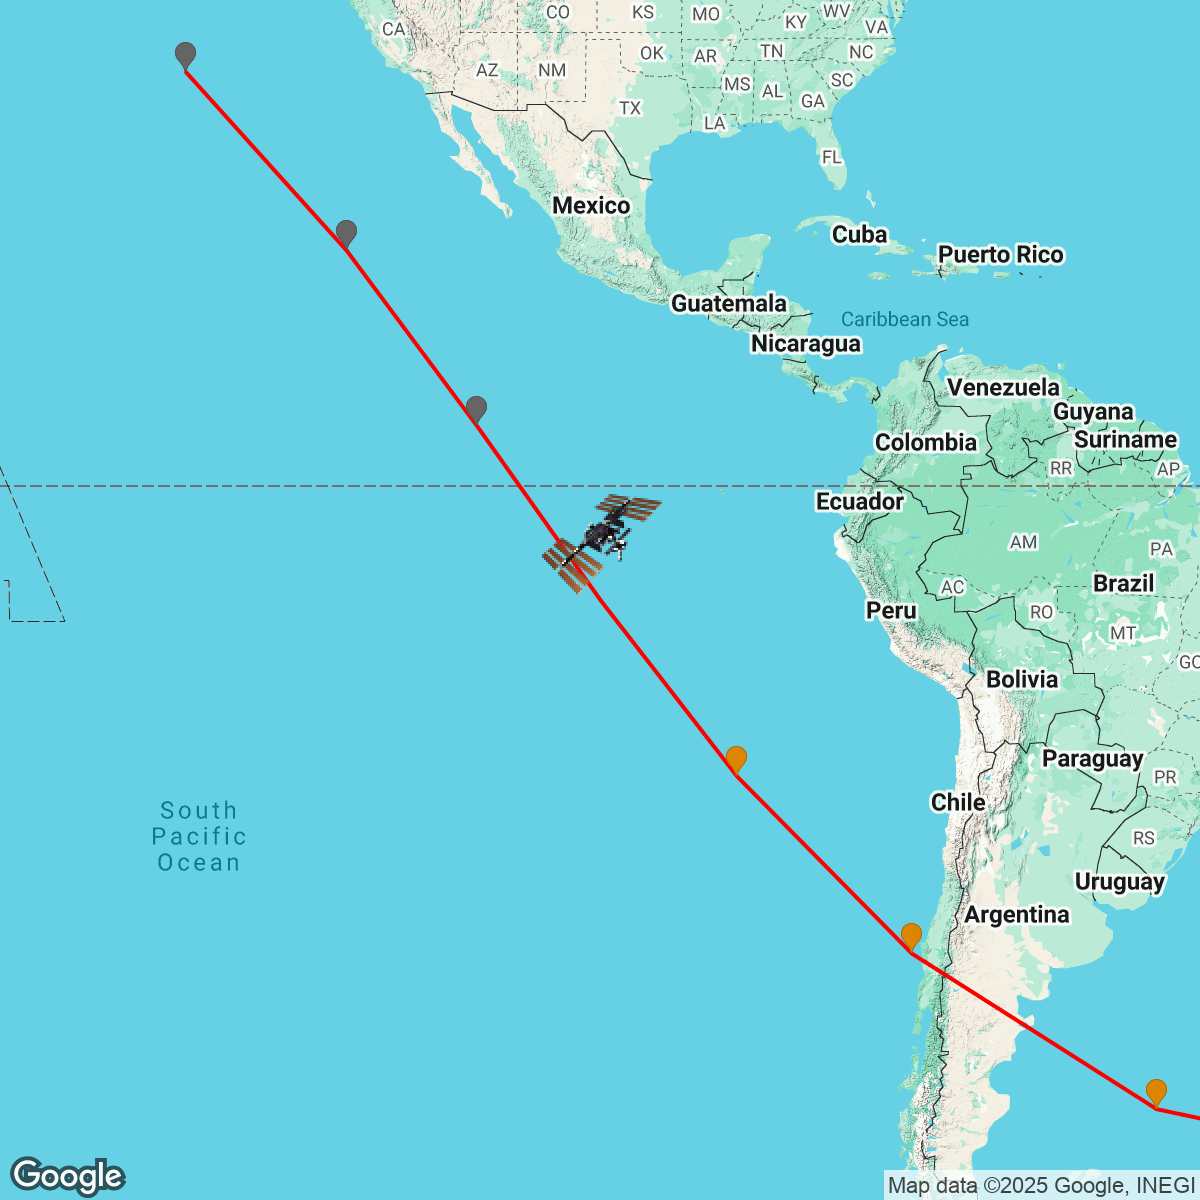 CO
KS
MO
KY
WV
VA
CA
AZ
NM
OK
AR
TN
NC
SC
MS
AL
GA
TX
LA
FL
Mexico
Cuba
Puerto Rico
Guatemala
Caribbean Sea
Nicaragua
Venezuela
Guyana
Colombia
Suriname
RR
AP
Ecuador
AM
PA
AC
Brazil
Peru
RO
MT
GO
Bolivia
Paraguay
PR
Chile
South
Pacific
Ocean
RS
Uruguay
Argentina
Google
Map data ©2025 Google, INEGI